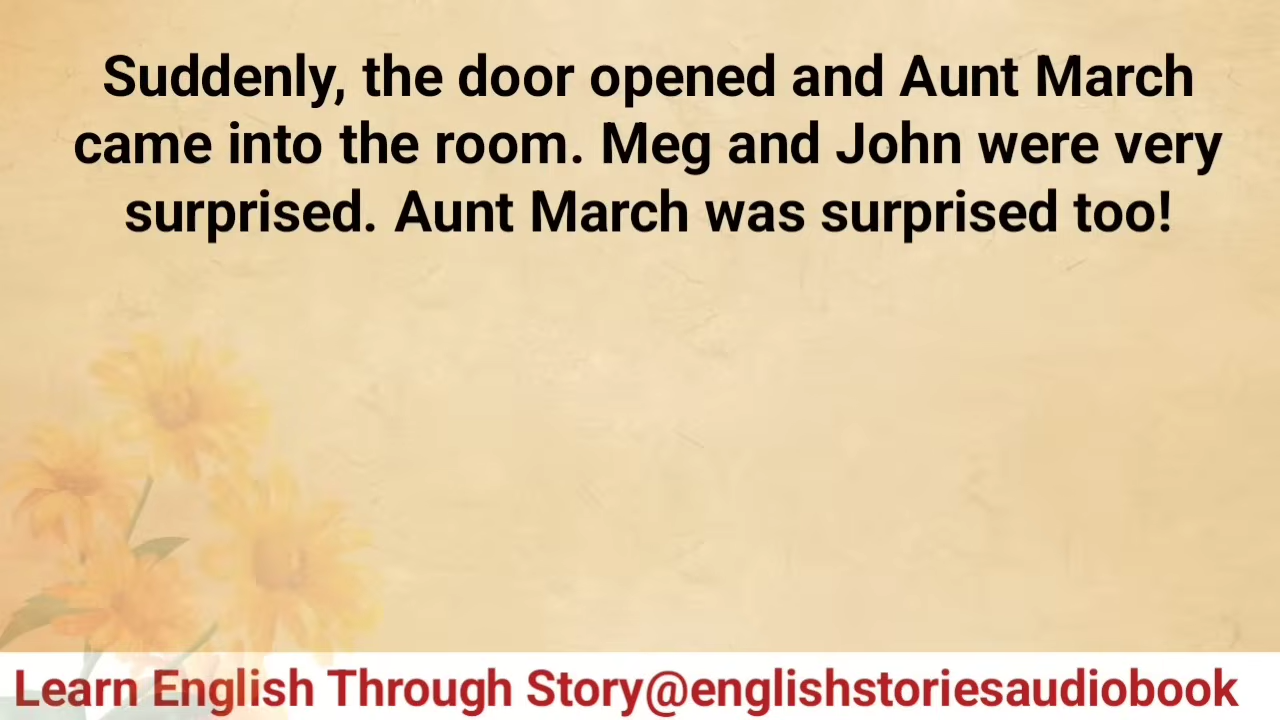 Suddenly, the door opened and Aunt March
came into the room. Meg and John were very
surprised. Aunt March was surprised too!
Learn English Through Story@englishstoriesaudiobook